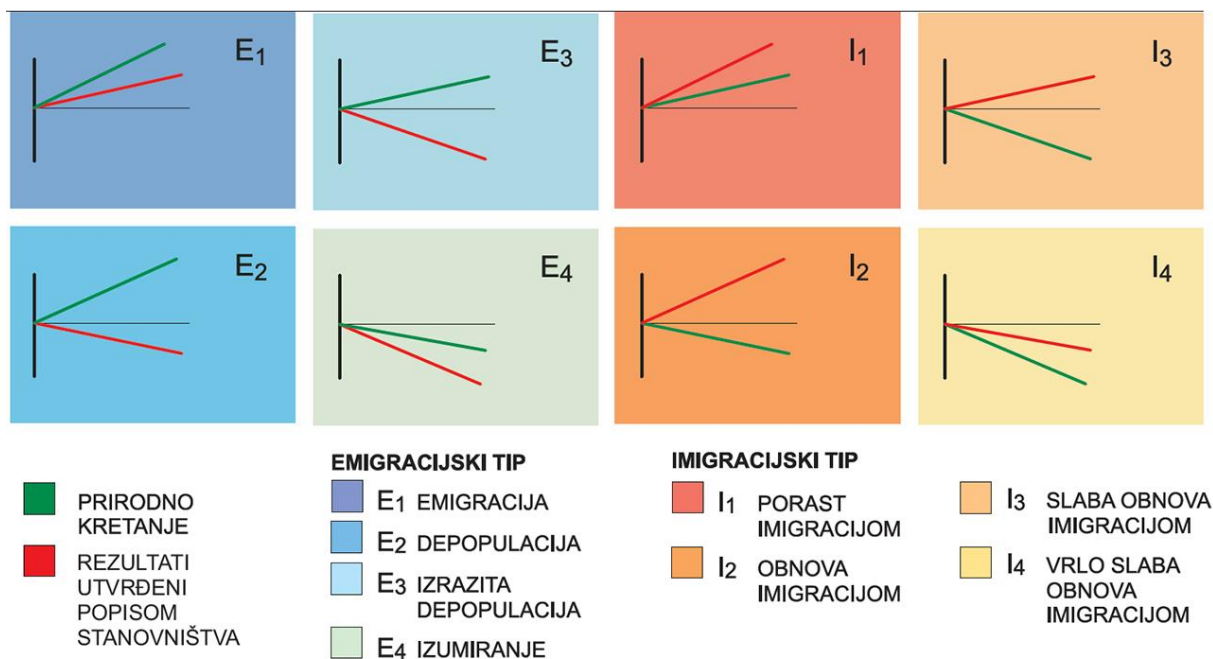 E1
E3
I1
I3
E2
E4
I2
I4
PRIRODNO
KRETANJE
REZULTATI
UTVRĐENI
POPISOM
STANOVNIŠTVA
EMIGRACIJSKI TIP
E1 EMIGRACIJA
E2 DEPOPULACIJA
E3 IZRAZITA
DEPOPULACIJA
E4 IZUMIRANJE
IMIGRACIJSKI TIP
I1 PORAST
IMIGRACIJOM
I2 OBNOVA
IMIGRACIJOM
I3 SLABA OBNOVA
IMIGRACIJOM
I4 VRLO SLABA
OBNOVA
IMIGRACIJOM